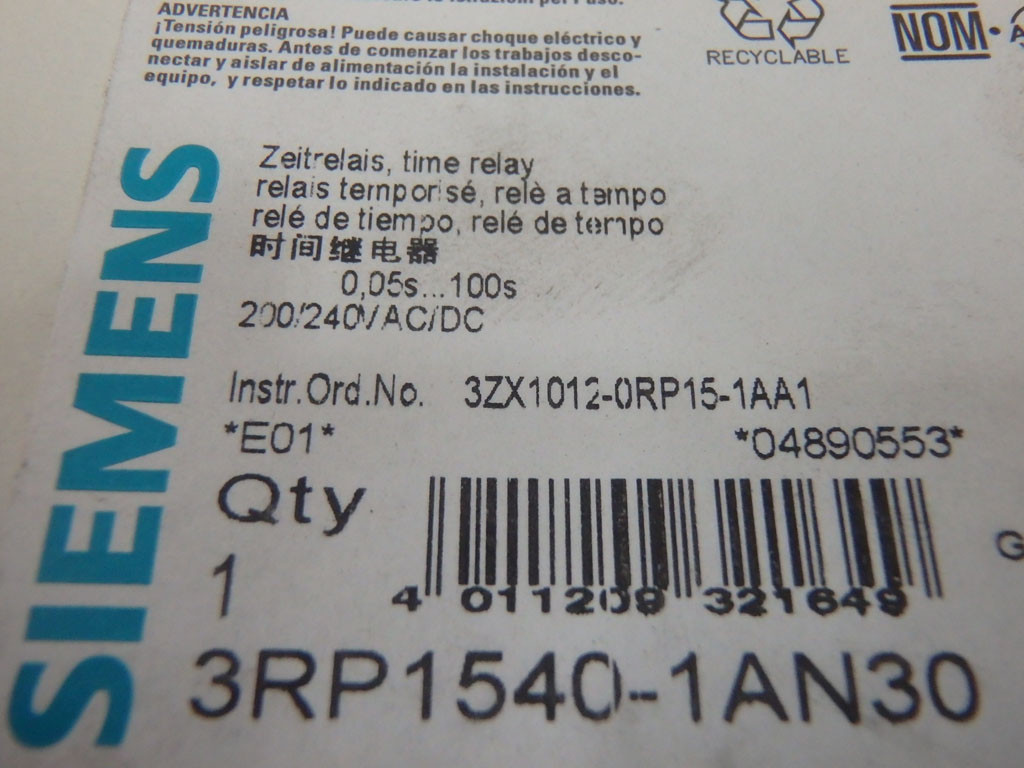 ADVERTENCIA
¡Tensión peligrosa! Puede causar choque eléctrico y
quemaduras. Antes de comenzar los trabajos desco-
nectar y aislar de alimentación la instalación y el
equipo, y respetar lo indicado en las instrucciones.
RECYCLABLE
NOM
SIEMENS
Zeitrelais, time relay
relais temporisé, relè a tempo
relé de tiempo, relé de tempo
时间继电器
0,05s...100s
200/240V AC/DC
Instr.Ord.No. 3ZX1012-0RP15-1AA1
*E01* *04890553*
Qty
1
4 011209 321649
G
3RP1540-1AN30